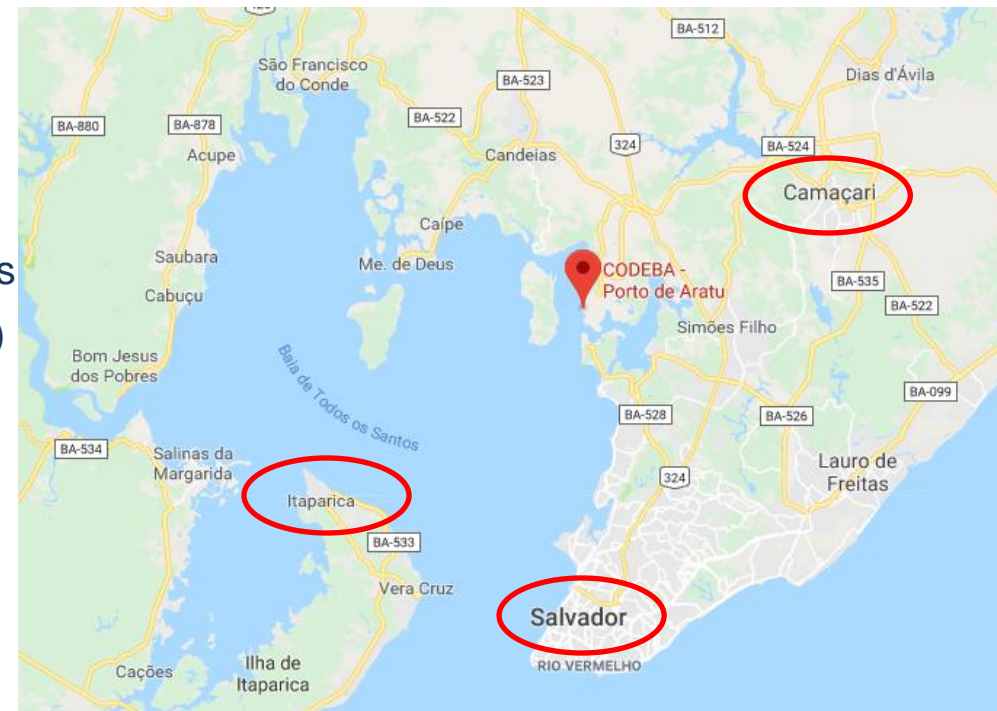 BA-512
São Francisco
do Conde
Dias d'Ávila
BA-523
BA-522
BA-880
BA-878
324
BA-524
Acupe
Candeias
Camaçari
Caípe
Saubara
Me. de Deus
CODEBA -
Porto de Aratu
BA-535
s
Cabuçu
BA-522
Simões Filho
)
Bom Jesus
dos Pobres
Baía de Todos os Santos
BA-099
BA-528
BA-526
BA-534
Salinas da
Margarida
Lauro de
Freitas
324
Itaparica
BA-533
Vera Cruz
Salvador
RIO VERMELHO
Cações
Ilha de
Itaparica